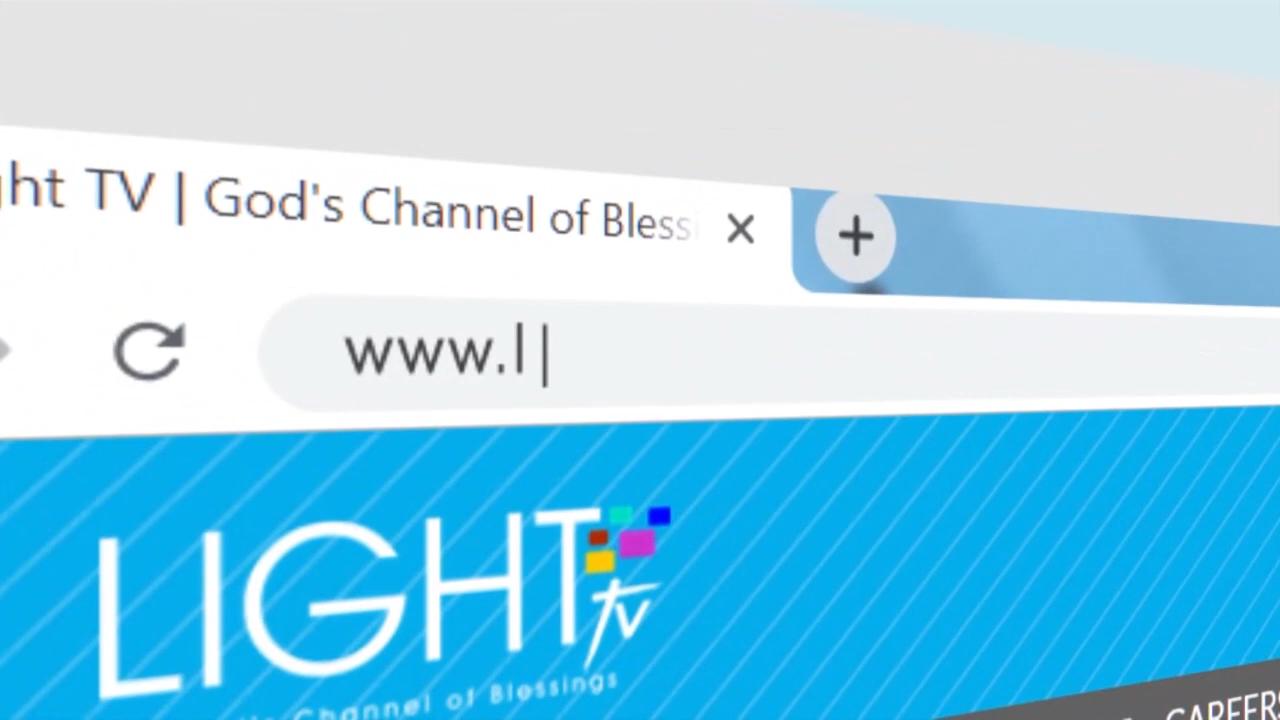 ght TV | God's Channel of Bless
www.l
LIGHT
tv
Channel of Blessings
CAREERS